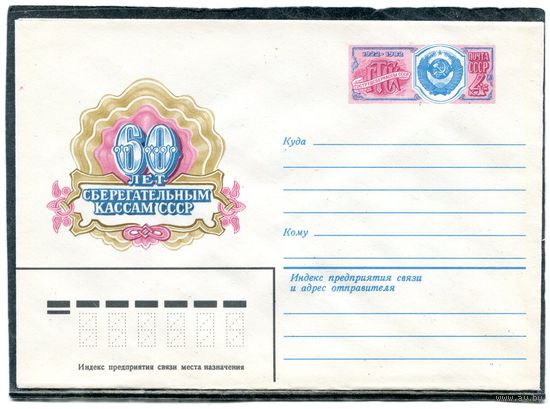 1922-1982
ПОЧТА
СССР
4
К
60
ЛЕТ
СБЕРЕГАТЕЛЬНЫМ
КАССАМ СССР
Куда
Кому
Индекс предприятия связи
и адрес отправителя
Индекс предприятия связи места назначения